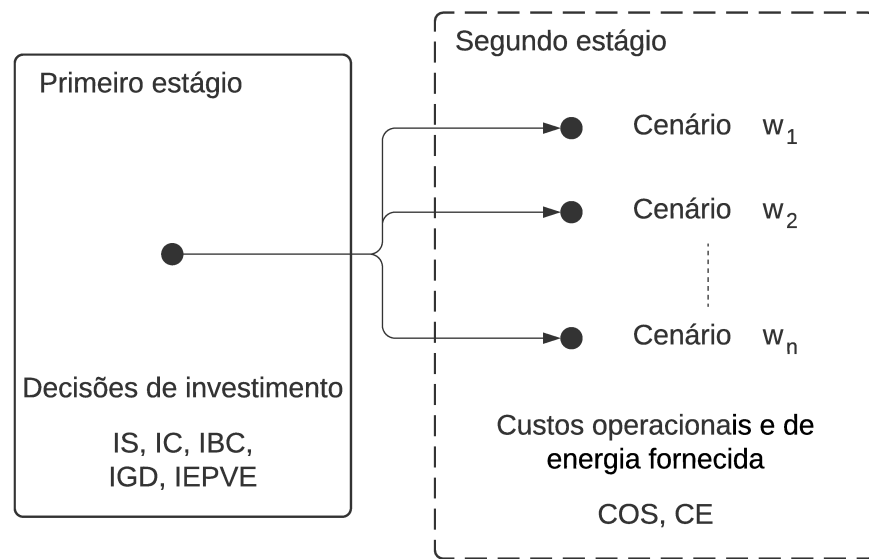 Primeiro estágio
Decisões de investimento
IS, IC, IBC,
IGD, IEPVE
Segundo estágio
Cenário w₁
Cenário w₂
Cenário wₙ
Custos operacionais e de
energia fornecida
COS, CE